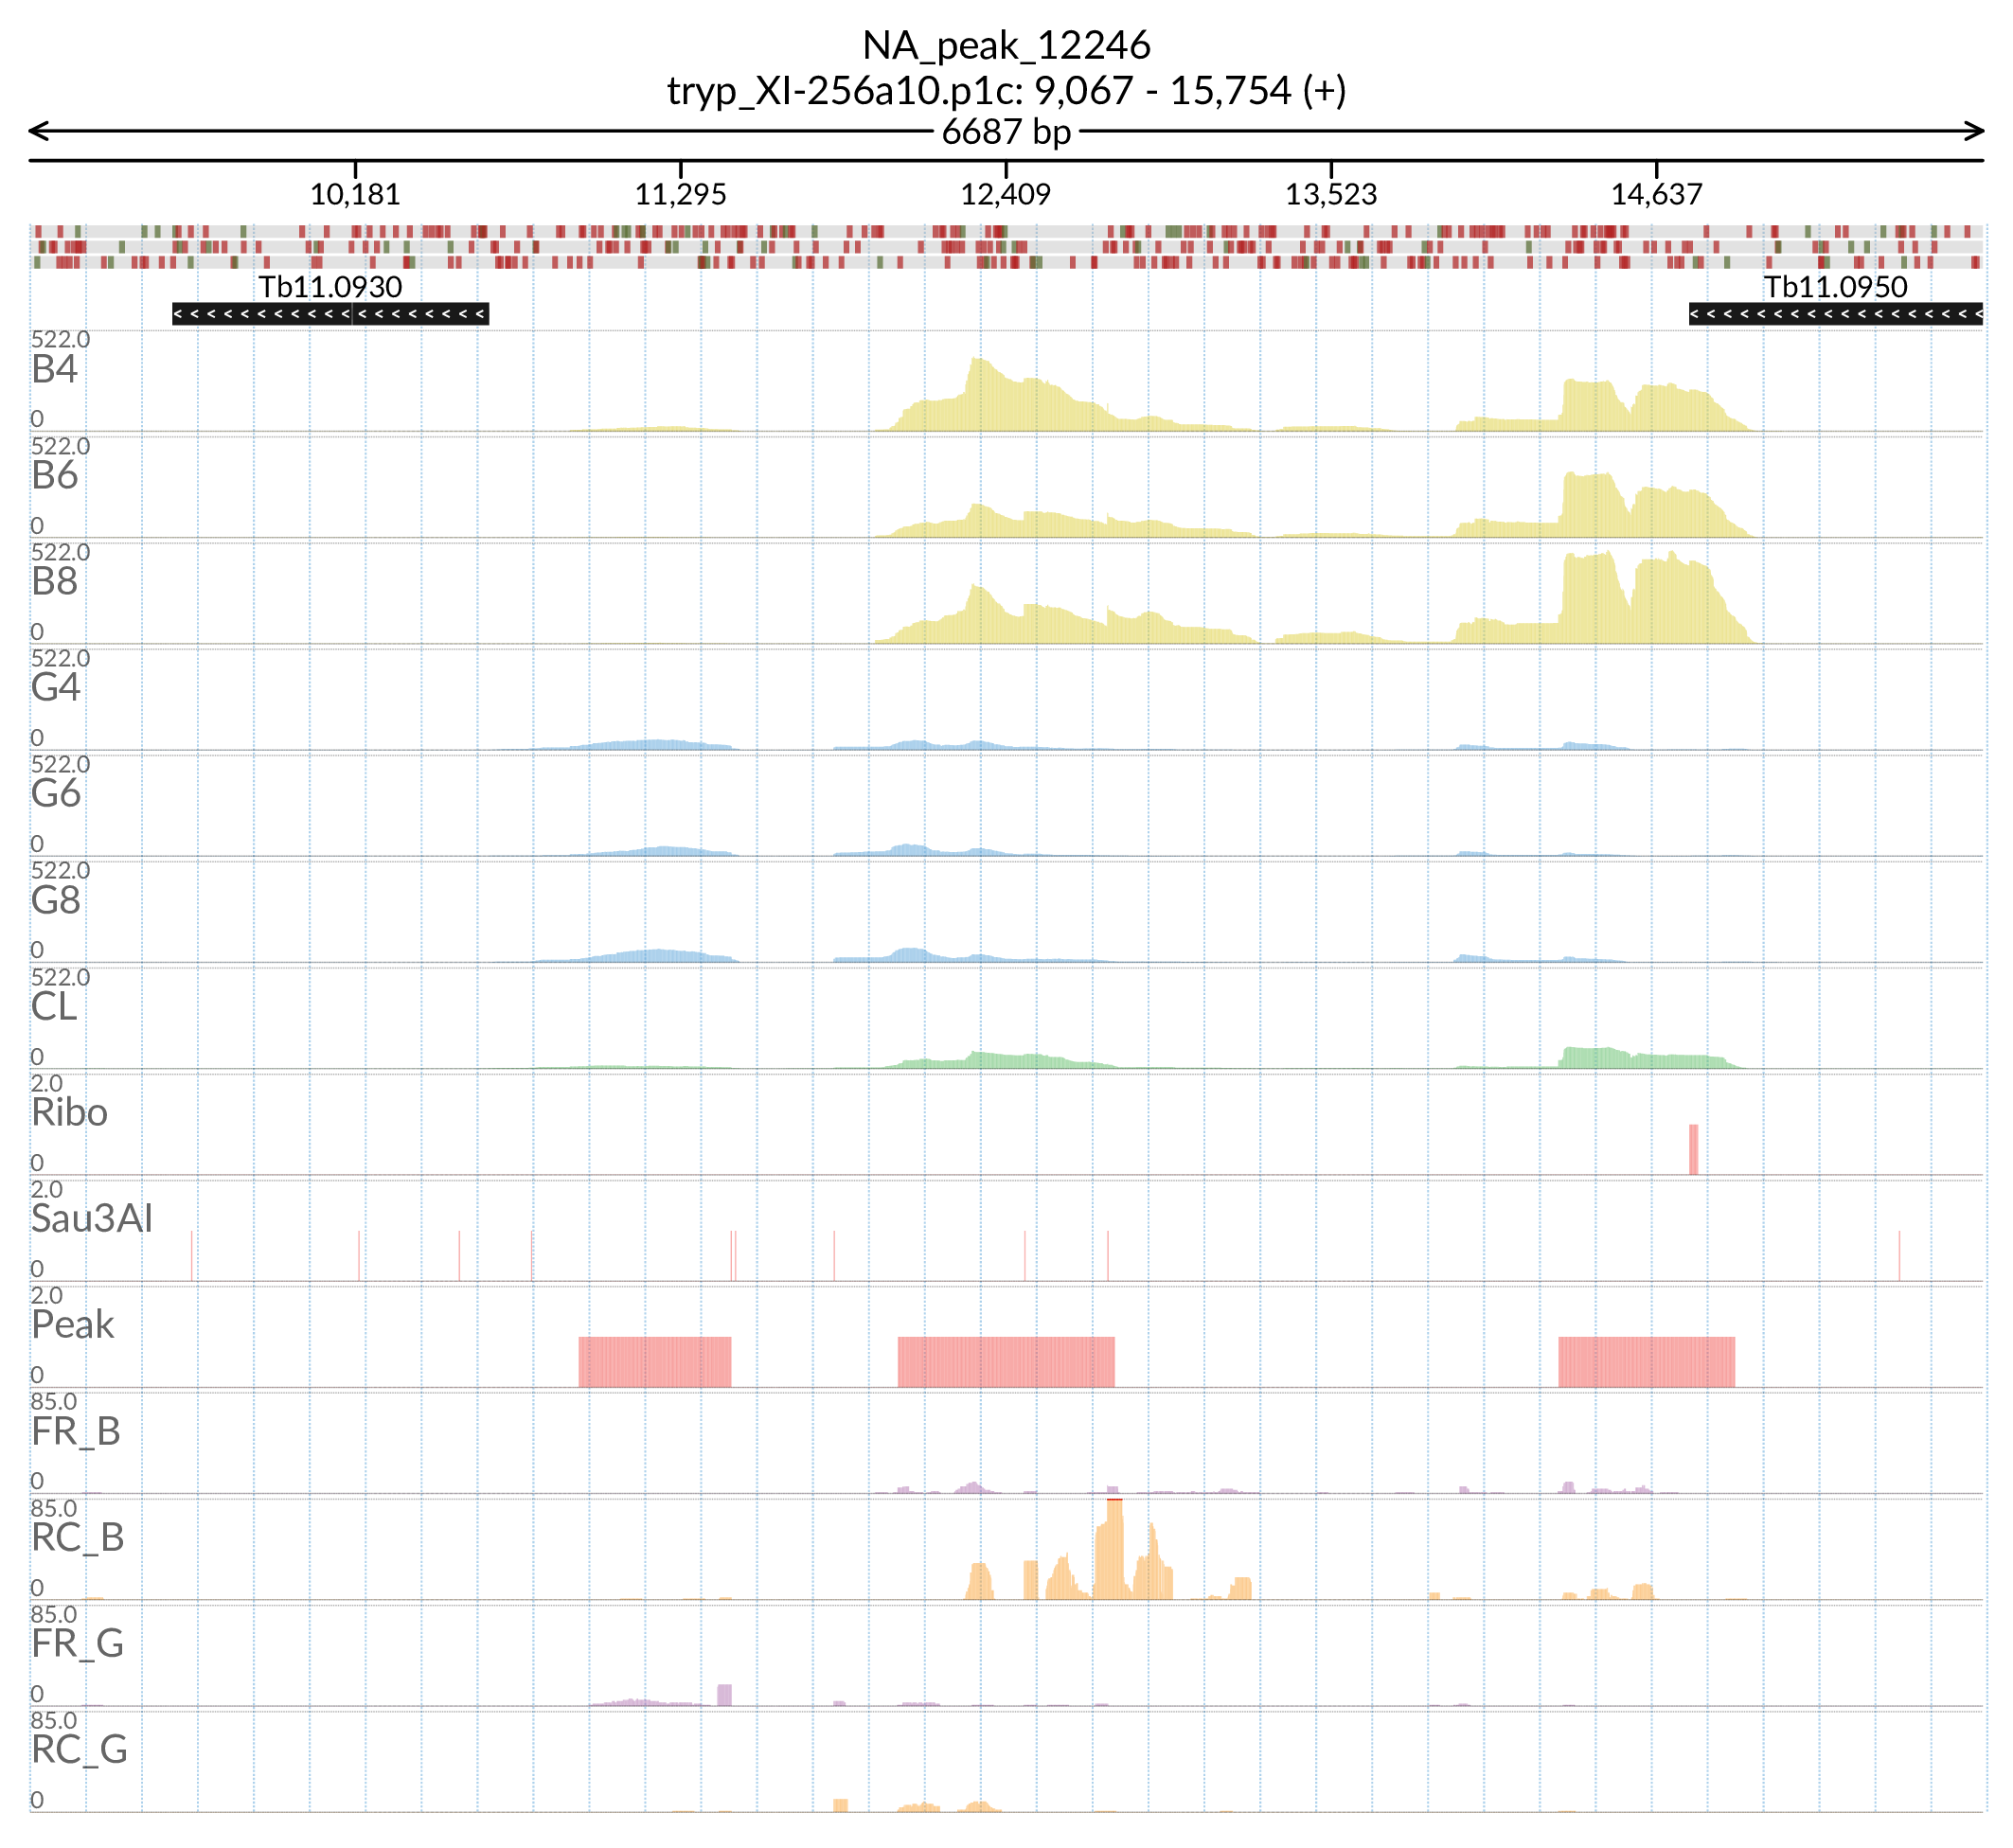 NA_peak_12246
tryp_XI-256a10.p1c: 9,067 - 15,754 (+)
6687 bp
10,181 11,295 12,409 13,523 14,637
Tb11.0930 Tb11.0950
522.0
B4
0
522.0
B6
0
522.0
B8
0
522.0
G4
0
522.0
G6
0
522.0
G8
0
522.0
CL
0
2.0
Ribo
0
2.0
Sau3AI
0
2.0
Peak
0
85.0
FR_B
0
85.0
RC_B
0
85.0
FR_G
0
85.0
RC_G
0